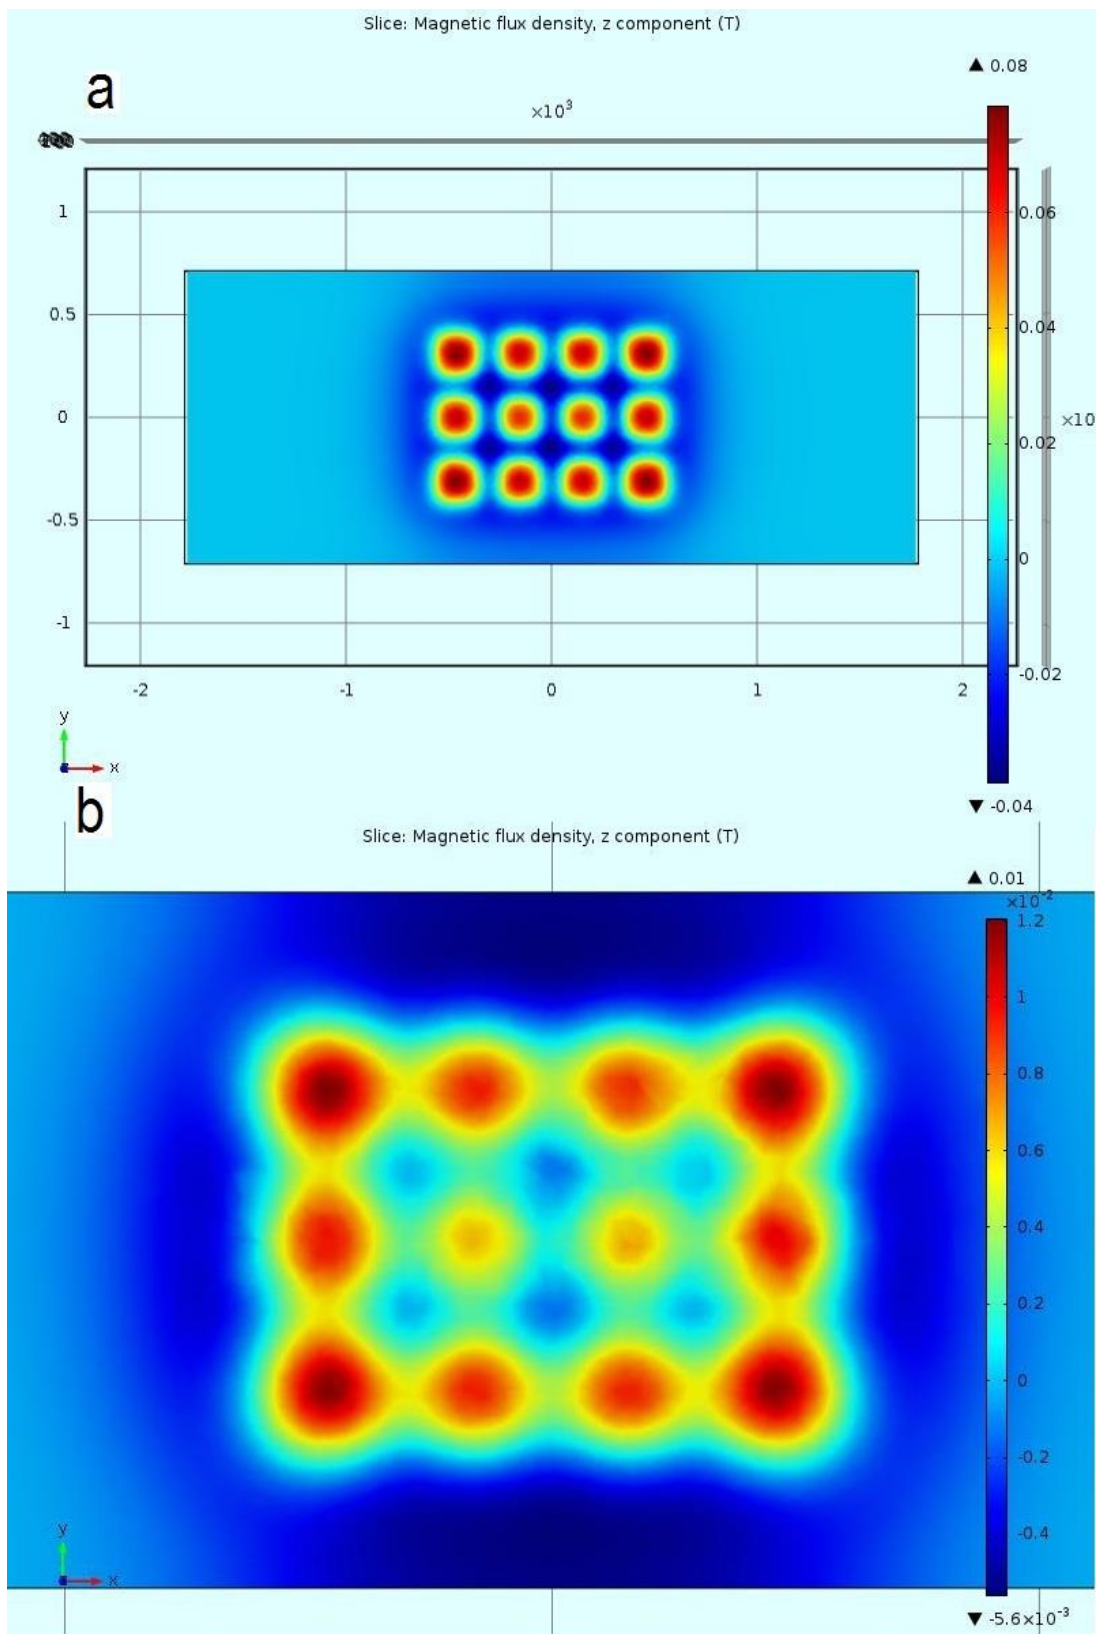 Slice: Magnetic flux density, z component (T)
a
▲ 0.08
×10³
1
0.06
0.5
0.04
0
0.02
×10
-0.5
0
-1
-0.02
-2 -1 0 1 2
y
x
▼ -0.04
b
Slice: Magnetic flux density, z component (T)
▲ 0.01
×10⁻²
1.2
1
0.8
0.6
0.4
0.2
0
-0.2
-0.4
y
x
▼ -5.6×10⁻³